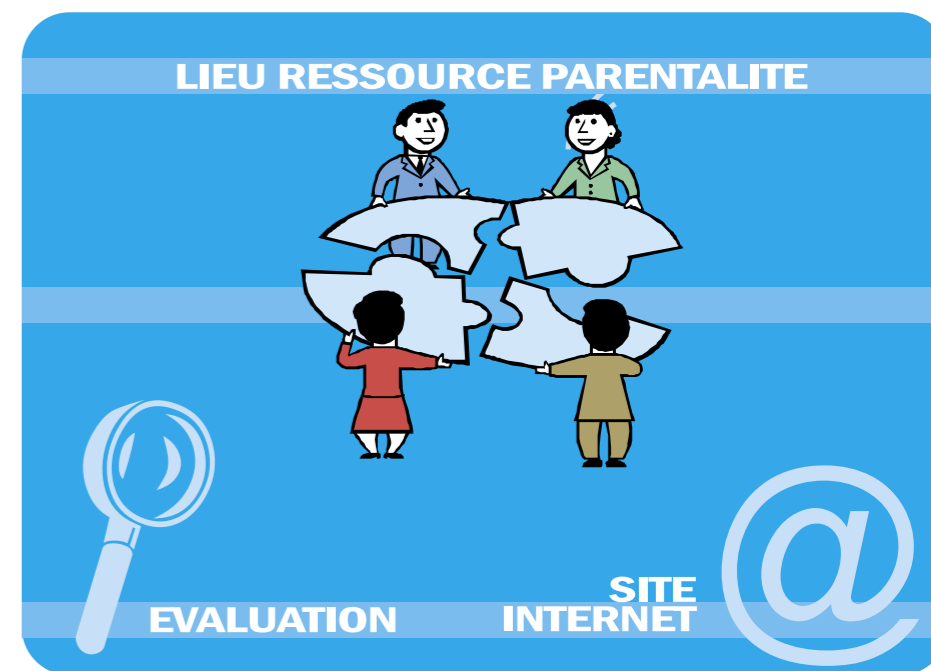 LIEU RESSOURCE PARENTALITE
EVALUATION
SITE
INTERNET
@